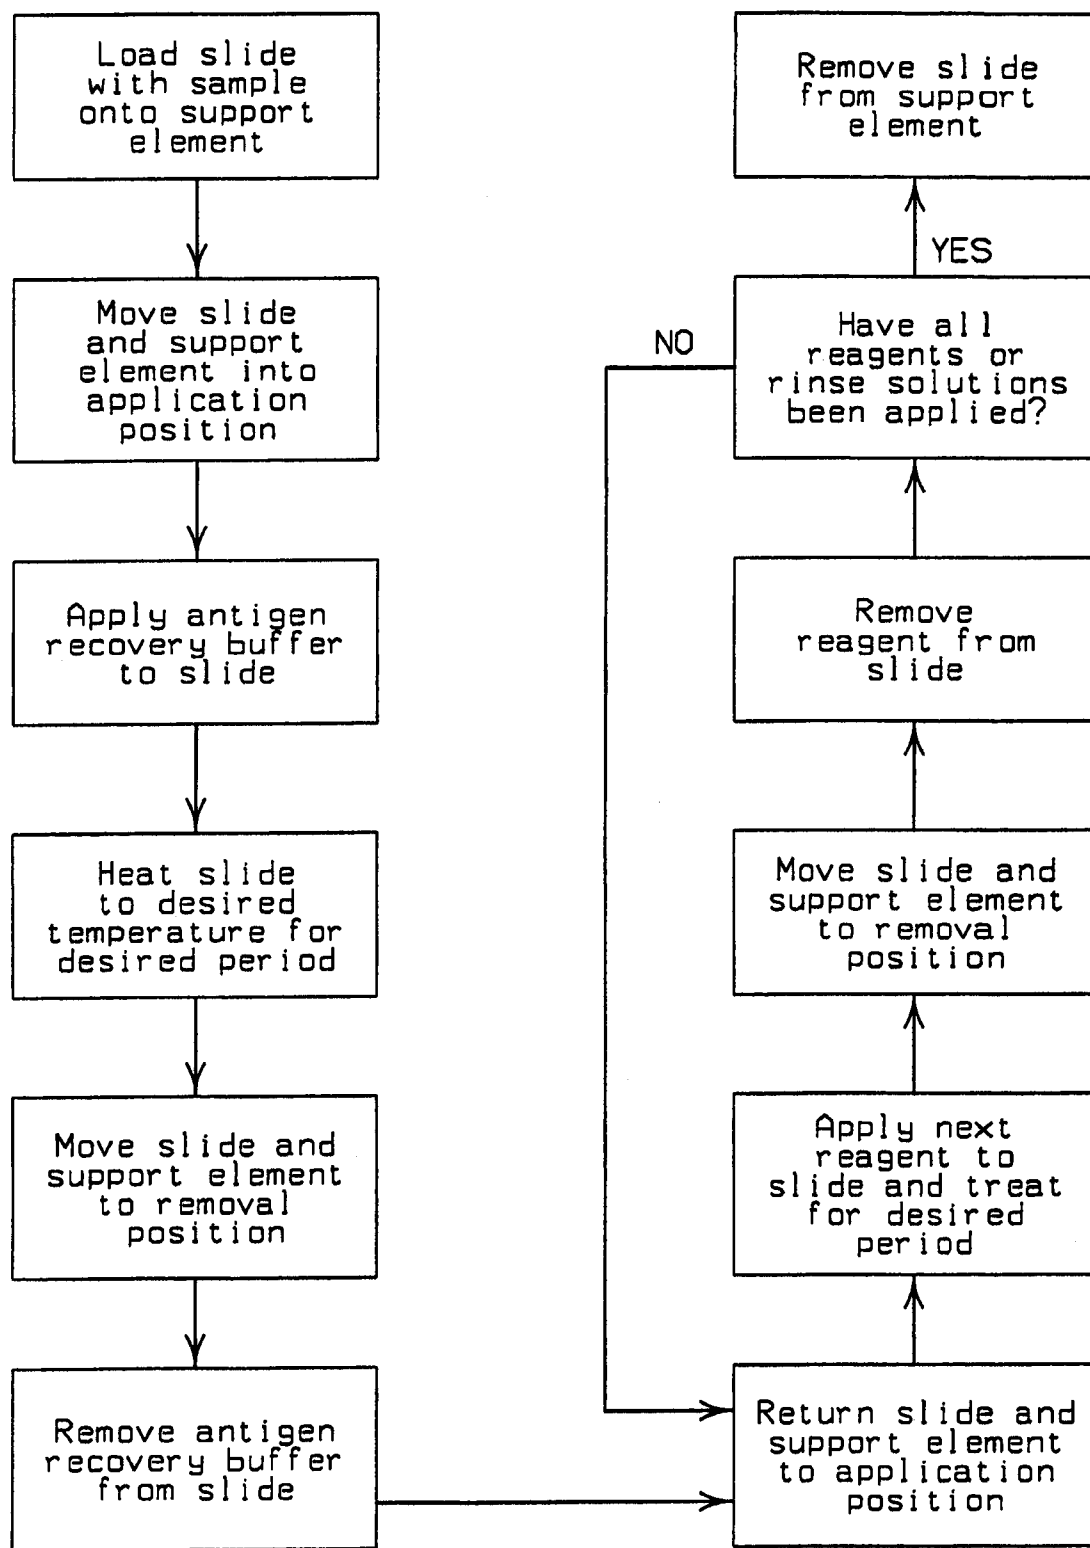 Load slide
with sample
onto support
element
Move slide
and support
element into
application
position
Apply antigen
recovery buffer
to slide
Heat slide
to desired
temperature for
desired period
Move slide and
support element
to removal
position
Remove antigen
recovery buffer
from slide
Return slide and
support element
to application
position
Apply next
reagent to
slide and treat
for desired
period
Move slide and
support element
to removal
position
Remove
reagent from
slide
Have all
reagents or
rinse solutions
been applied?
NO
YES
Remove slide
from support
element